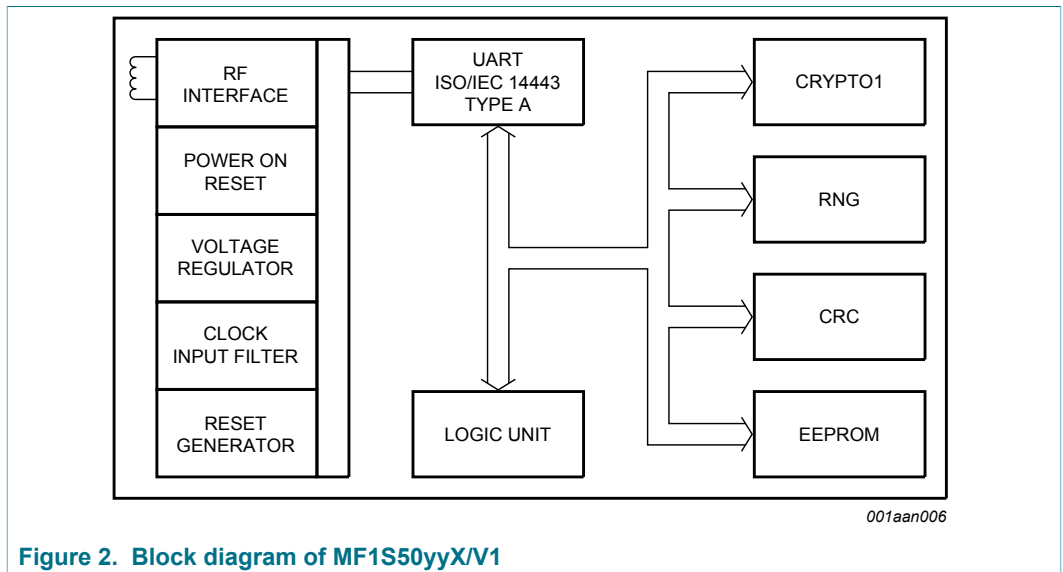 RF
INTERFACE
POWER ON
RESET
VOLTAGE
REGULATOR
CLOCK
INPUT FILTER
RESET
GENERATOR
UART
ISO/IEC 14443
TYPE A
LOGIC UNIT
CRYPTO1
RNG
CRC
EEPROM
001aan006
Figure 2. Block diagram of MF1S50yyX/V1